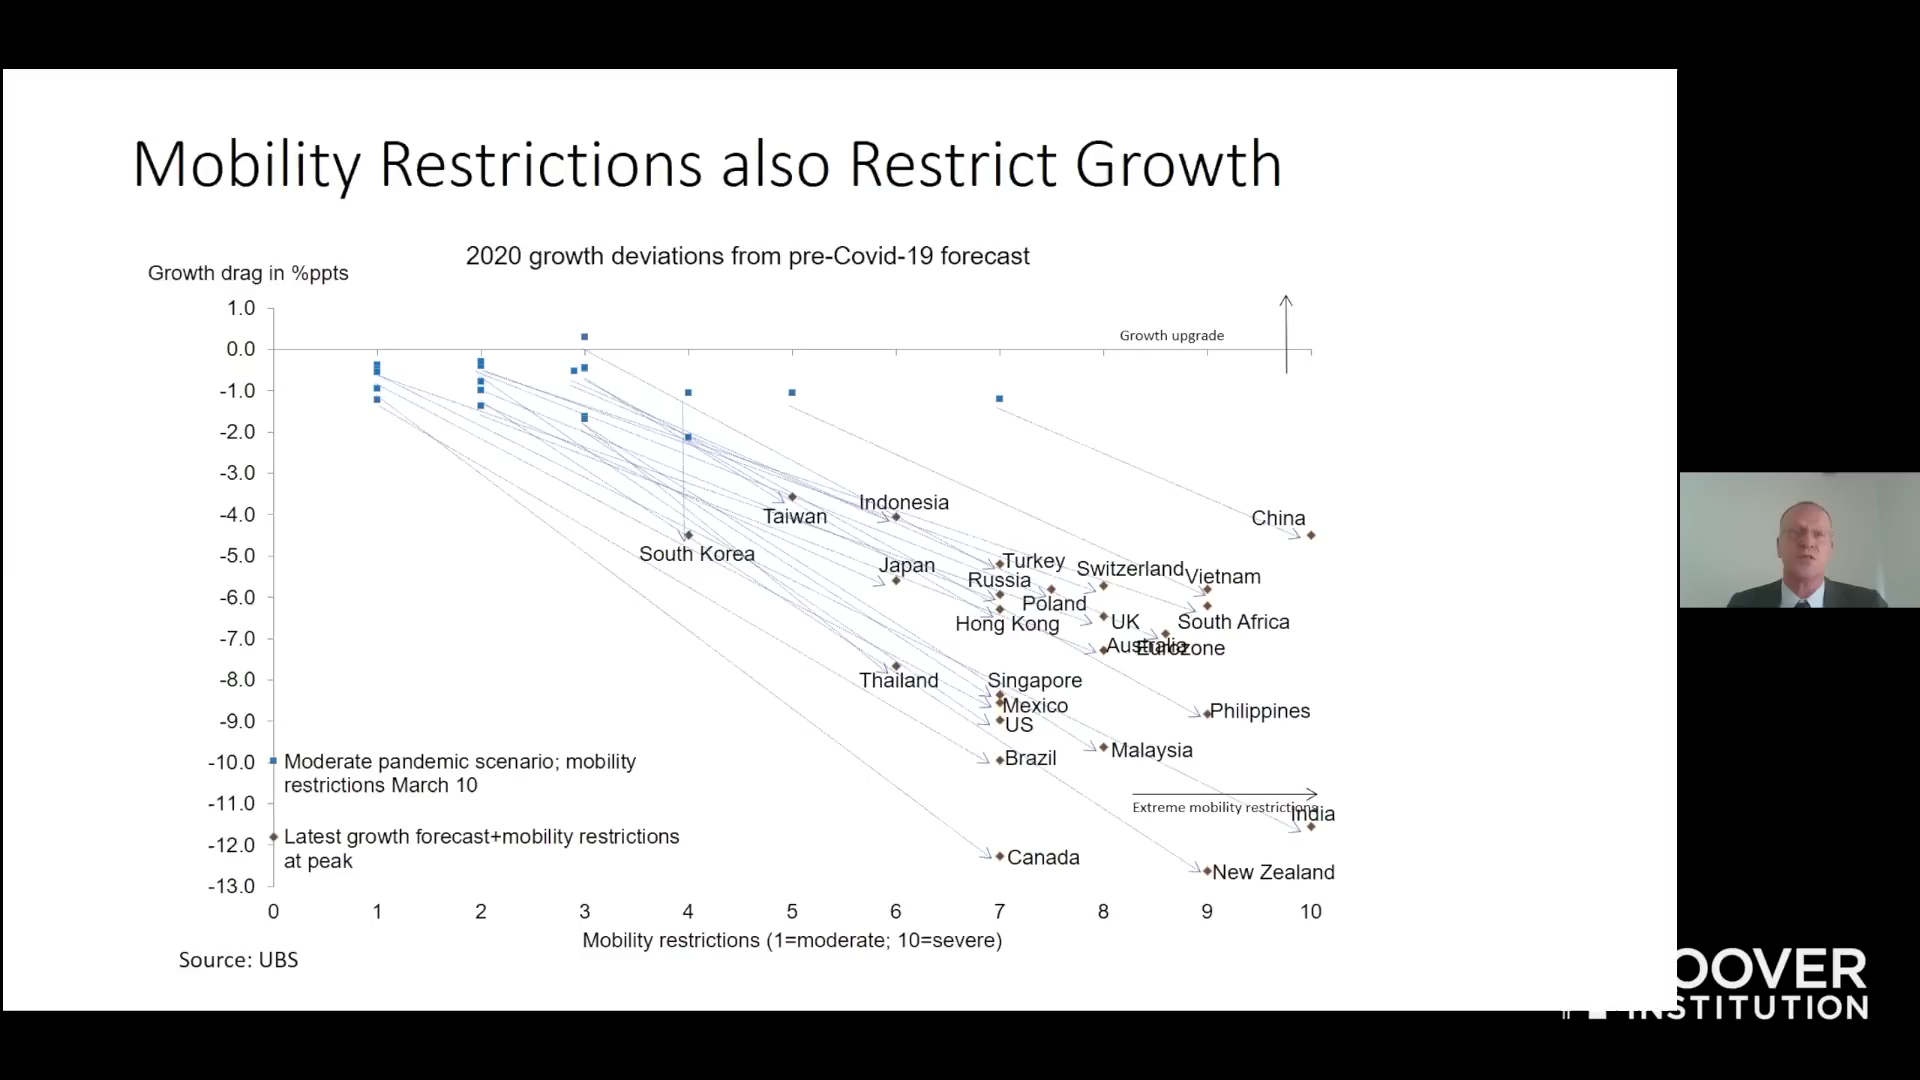 Mobility Restrictions also Restrict Growth
2020 growth deviations from pre-Covid-19 forecast
Growth drag in %ppts
1.0
0.0
-1.0
-2.0
-3.0
-4.0
-5.0
-6.0
-7.0
-8.0
-9.0
-10.0
-11.0
-12.0
-13.0
Growth upgrade
Indonesia
Taiwan
China
South Korea
Japan
Turkey
Switzerland
Vietnam
Russia
Poland
Hong Kong
UK
South Africa
Australia
Eurozone
Thailand
Singapore
Mexico
US
Philippines
Malaysia
Brazil
Moderate pandemic scenario; mobility
restrictions March 10
Extreme mobility restrictions
India
Latest growth forecast+mobility restrictions
at peak
Canada
New Zealand
0 1 2 3 4 5 6 7 8 9 10
Mobility restrictions (1=moderate; 10=severe)
Source: UBS
OOVER
INSTITUTION